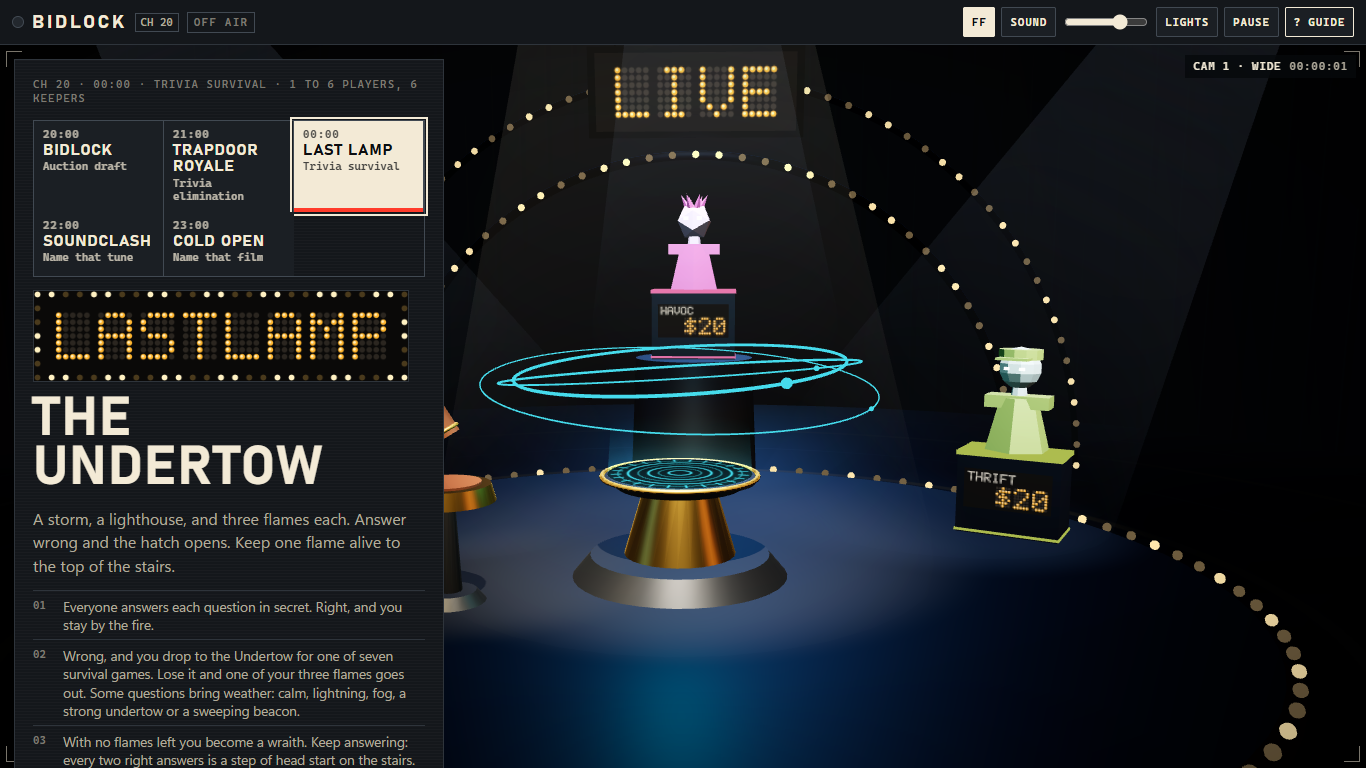 BIDLOCK CH 20 OFF AIR
FF SOUND LIGHTS PAUSE ? GUIDE
CAM 1 · WIDE 00:00:01
CH 20 · 00:00 · TRIVIA SURVIVAL · 1 TO 6 PLAYERS, 6
KEEPERS
20:00
BIDLOCK
Auction draft
21:00
TRAPDOOR
ROYALE
Trivia
elimination
00:00
LAST LAMP
Trivia survival
22:00
SOUNDCLASH
Name that tune
23:00
COLD OPEN
Name that film
LASTLAMP
THE
UNDERTOW
A storm, a lighthouse, and three flames each. Answer
wrong and the hatch opens. Keep one flame alive to
the top of the stairs.
01 Everyone answers each question in secret. Right, and you
stay by the fire.
02 Wrong, and you drop to the Undertow for one of seven
survival games. Lose it and one of your three flames goes
out. Some questions bring weather: calm, lightning, fog, a
strong undertow or a sweeping beacon.
03 With no flames left you become a wraith. Keep answering:
every two right answers is a step of head start on the stairs.
LIVE
HAVOC
$20
THRIFT
$20